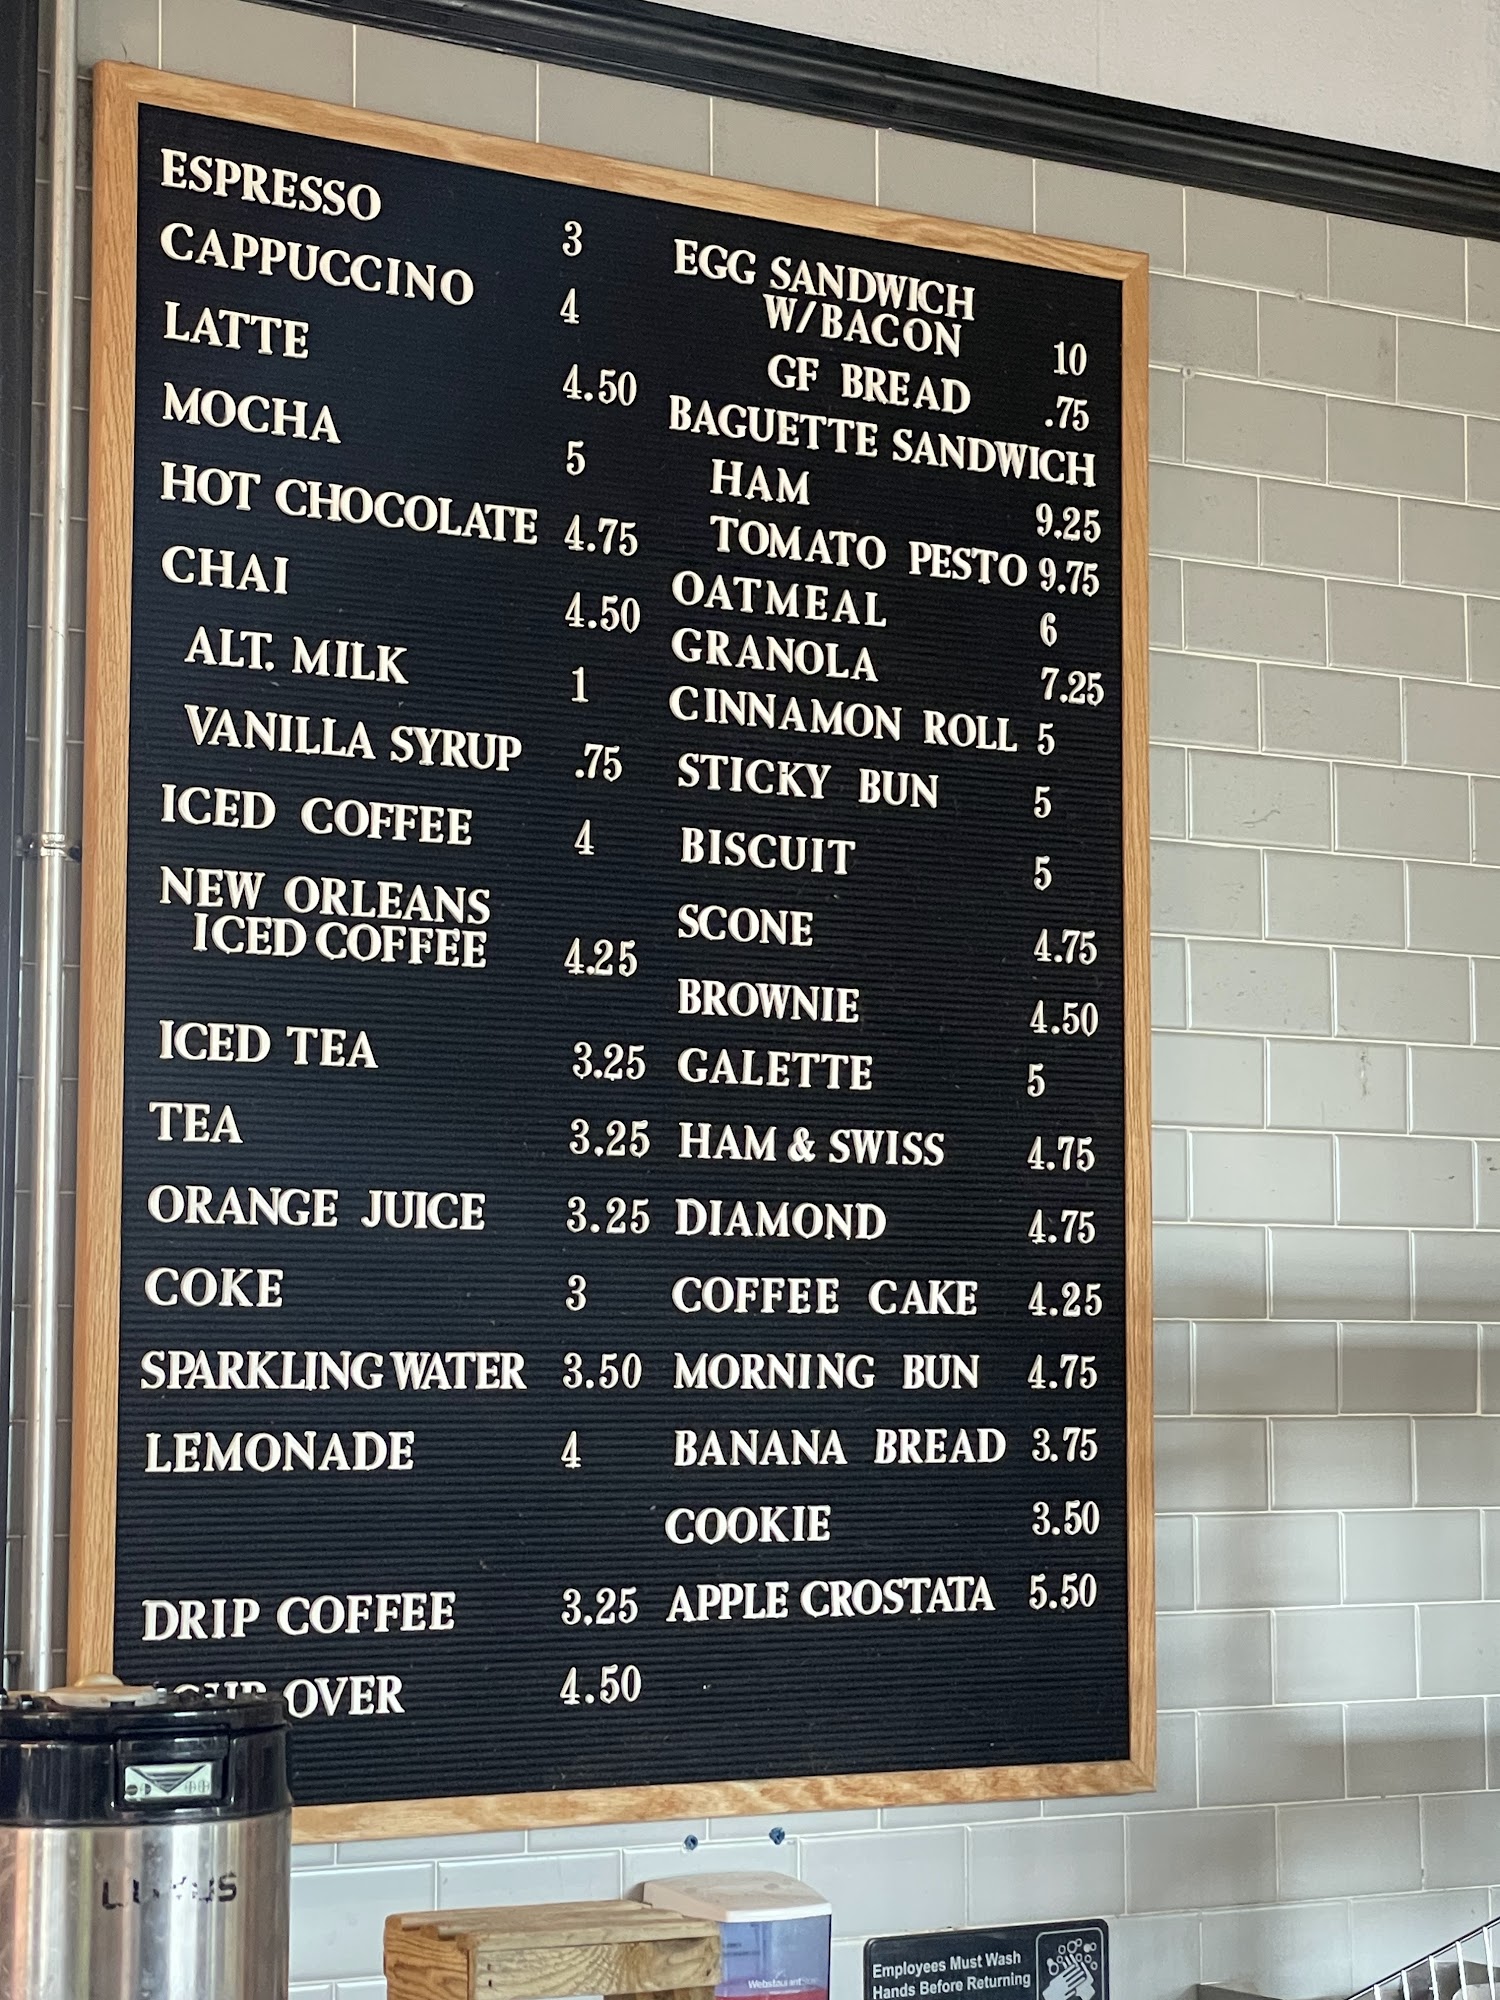 ESPRESSO 3
CAPPUCCINO 4
LATTE 4.50
MOCHA 5
HOT CHOCOLATE 4.75
CHAI 4.50
ALT. MILK 1
VANILLA SYRUP .75
ICED COFFEE 4
NEW ORLEANS
ICED COFFEE 4.25
ICED TEA 3.25
TEA 3.25
ORANGE JUICE 3.25
COKE 3
SPARKLING WATER 3.50
LEMONADE 4
DRIP COFFEE 3.25
OVER 4.50
EGG SANDWICH
W/BACON 10
GF BREAD .75
BAGUETTE SANDWICH
HAM 9.25
TOMATO PESTO 9.75
OATMEAL 6
GRANOLA 7.25
CINNAMON ROLL 5
STICKY BUN 5
BISCUIT 5
SCONE 4.75
BROWNIE 4.50
GALETTE 5
HAM & SWISS 4.75
DIAMOND 4.75
COFFEE CAKE 4.25
MORNING BUN 4.75
BANANA BREAD 3.75
COOKIE 3.50
APPLE CROSTATA 5.50
Employees Must Wash
Hands Before Returning